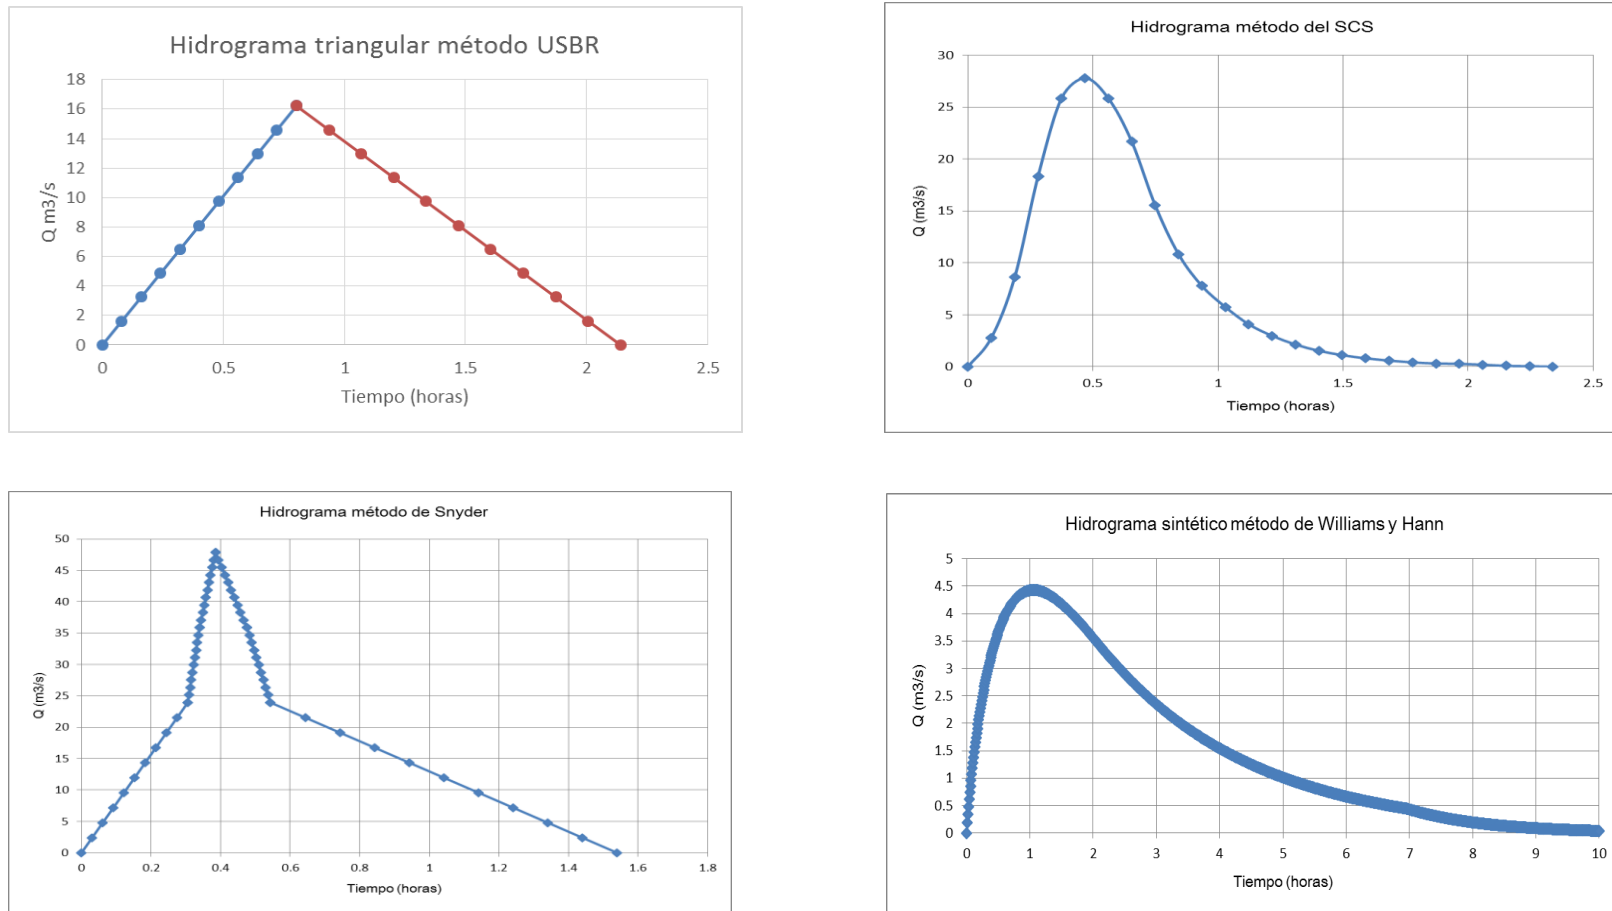 Hidrograma triangular método USBR
Q m3/s
18
16
14
12
10
8
6
4
2
0
0 0.5 1 1.5 2 2.5
Tiempo (horas)
Hidrograma método del SCS
Q (m3/s)
30
25
20
15
10
5
0
0 0.5 1 1.5 2 2.5
Tiempo (horas)
Hidrograma método de Snyder
Q (m3/s)
50
45
40
35
30
25
20
15
10
5
0
0 0.2 0.4 0.6 0.8 1 1.2 1.4 1.6 1.8
Tiempo (horas)
Hidrograma sintético método de Williams y Hann
Q (m3/s)
5
4.5
4
3.5
3
2.5
2
1.5
1
0.5
0
0 1 2 3 4 5 6 7 8 9 10
Tiempo (horas)